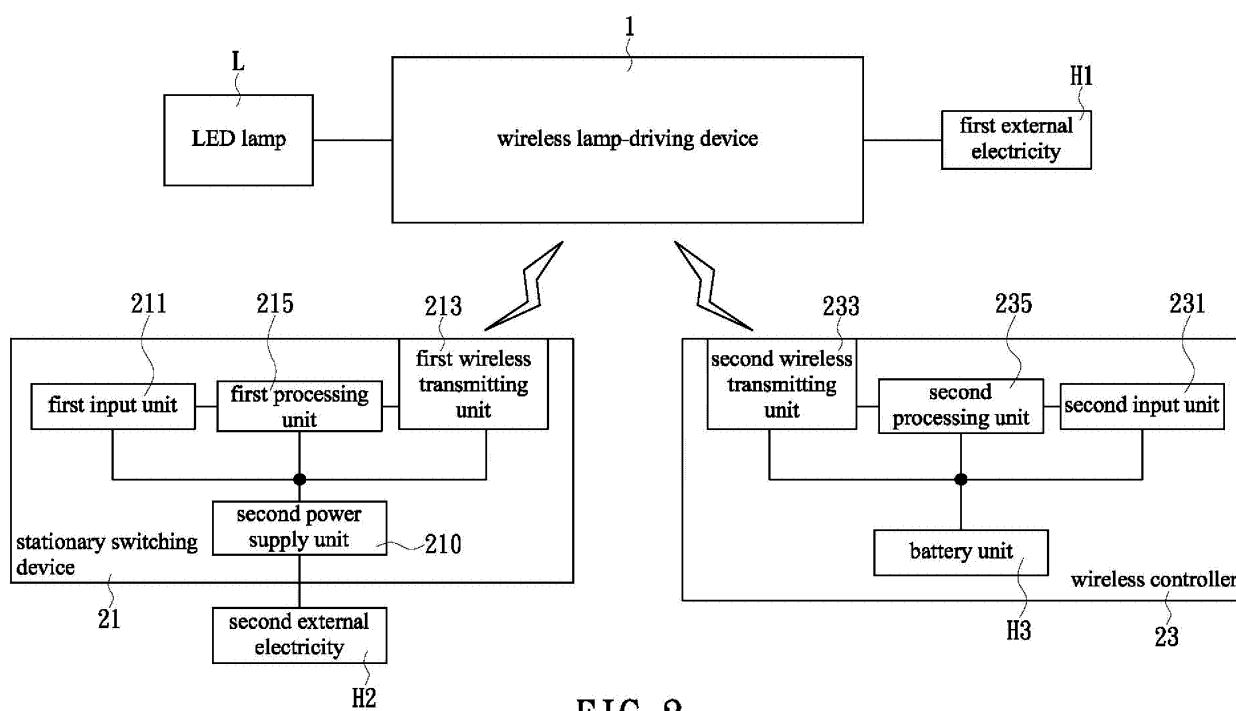 1
L
H1
LED lamp
wireless lamp-driving device
first external
electricity
211
215
213
233
235
231
first input unit
first processing
unit
first wireless
transmitting
unit
second wireless
transmitting
unit
second
processing unit
second input unit
second power
supply unit
210
stationary switching
device
21
battery unit
wireless controller
H3
23
second external
electricity
H2
FIG. 2